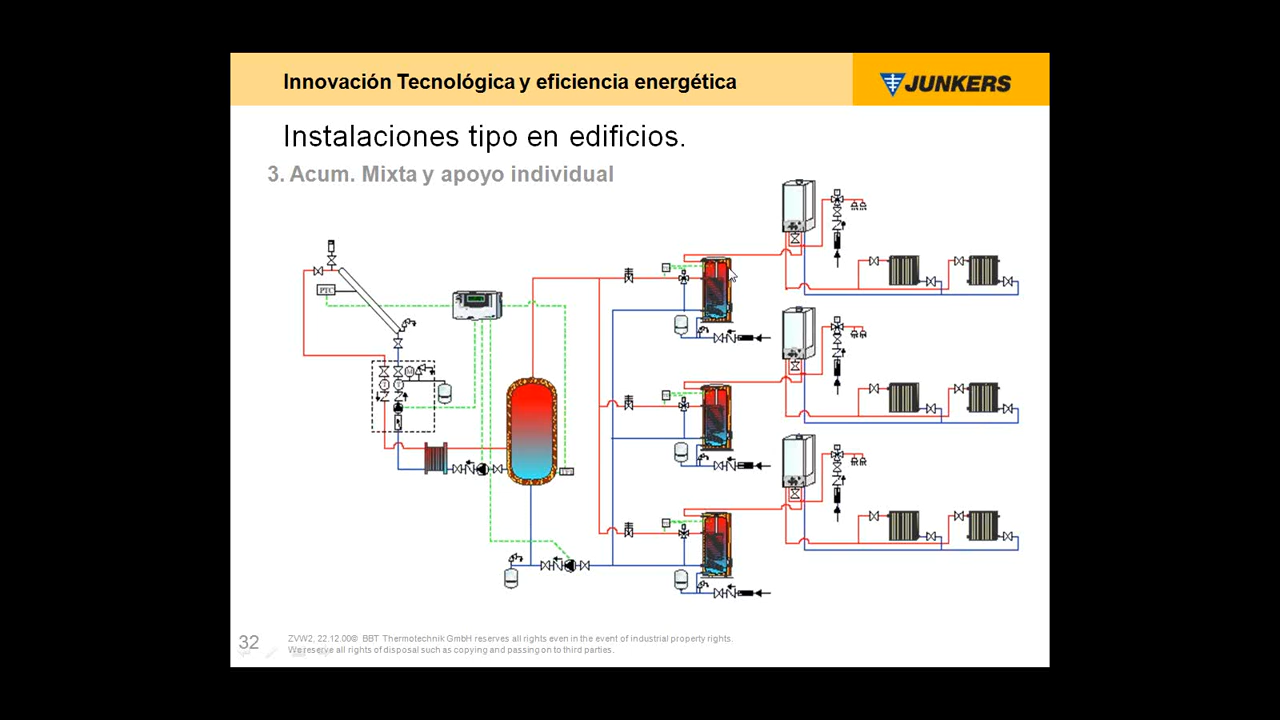 Innovación Tecnológica y eficiencia energética
JUNKERS
Instalaciones tipo en edificios.
3. Acum. Mixta y apoyo individual
PTC
32
ZVW2, 22.12.00® BBT Thermotechnik GmbH reserves all rights even in the event of industrial property rights.
We reserve all rights of disposal such as copying and passing on to third parties.